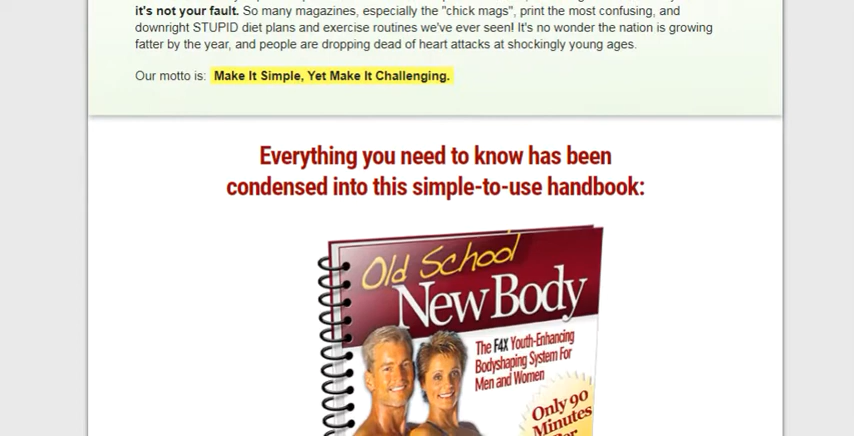 it's not your fault. So many magazines, especially the "chick mags", print the most confusing, and
downright STUPID diet plans and exercise routines we've ever seen! It's no wonder the nation is growing
fatter by the year, and people are dropping dead of heart attacks at shockingly young ages.
Our motto is: Make It Simple, Yet Make It Challenging.
Everything you need to know has been
condensed into this simple-to-use handbook:
Old School
New Body
The F4X Youth-Enhancing
Bodyshaping System For
Men and Women
Only 90
Minutes